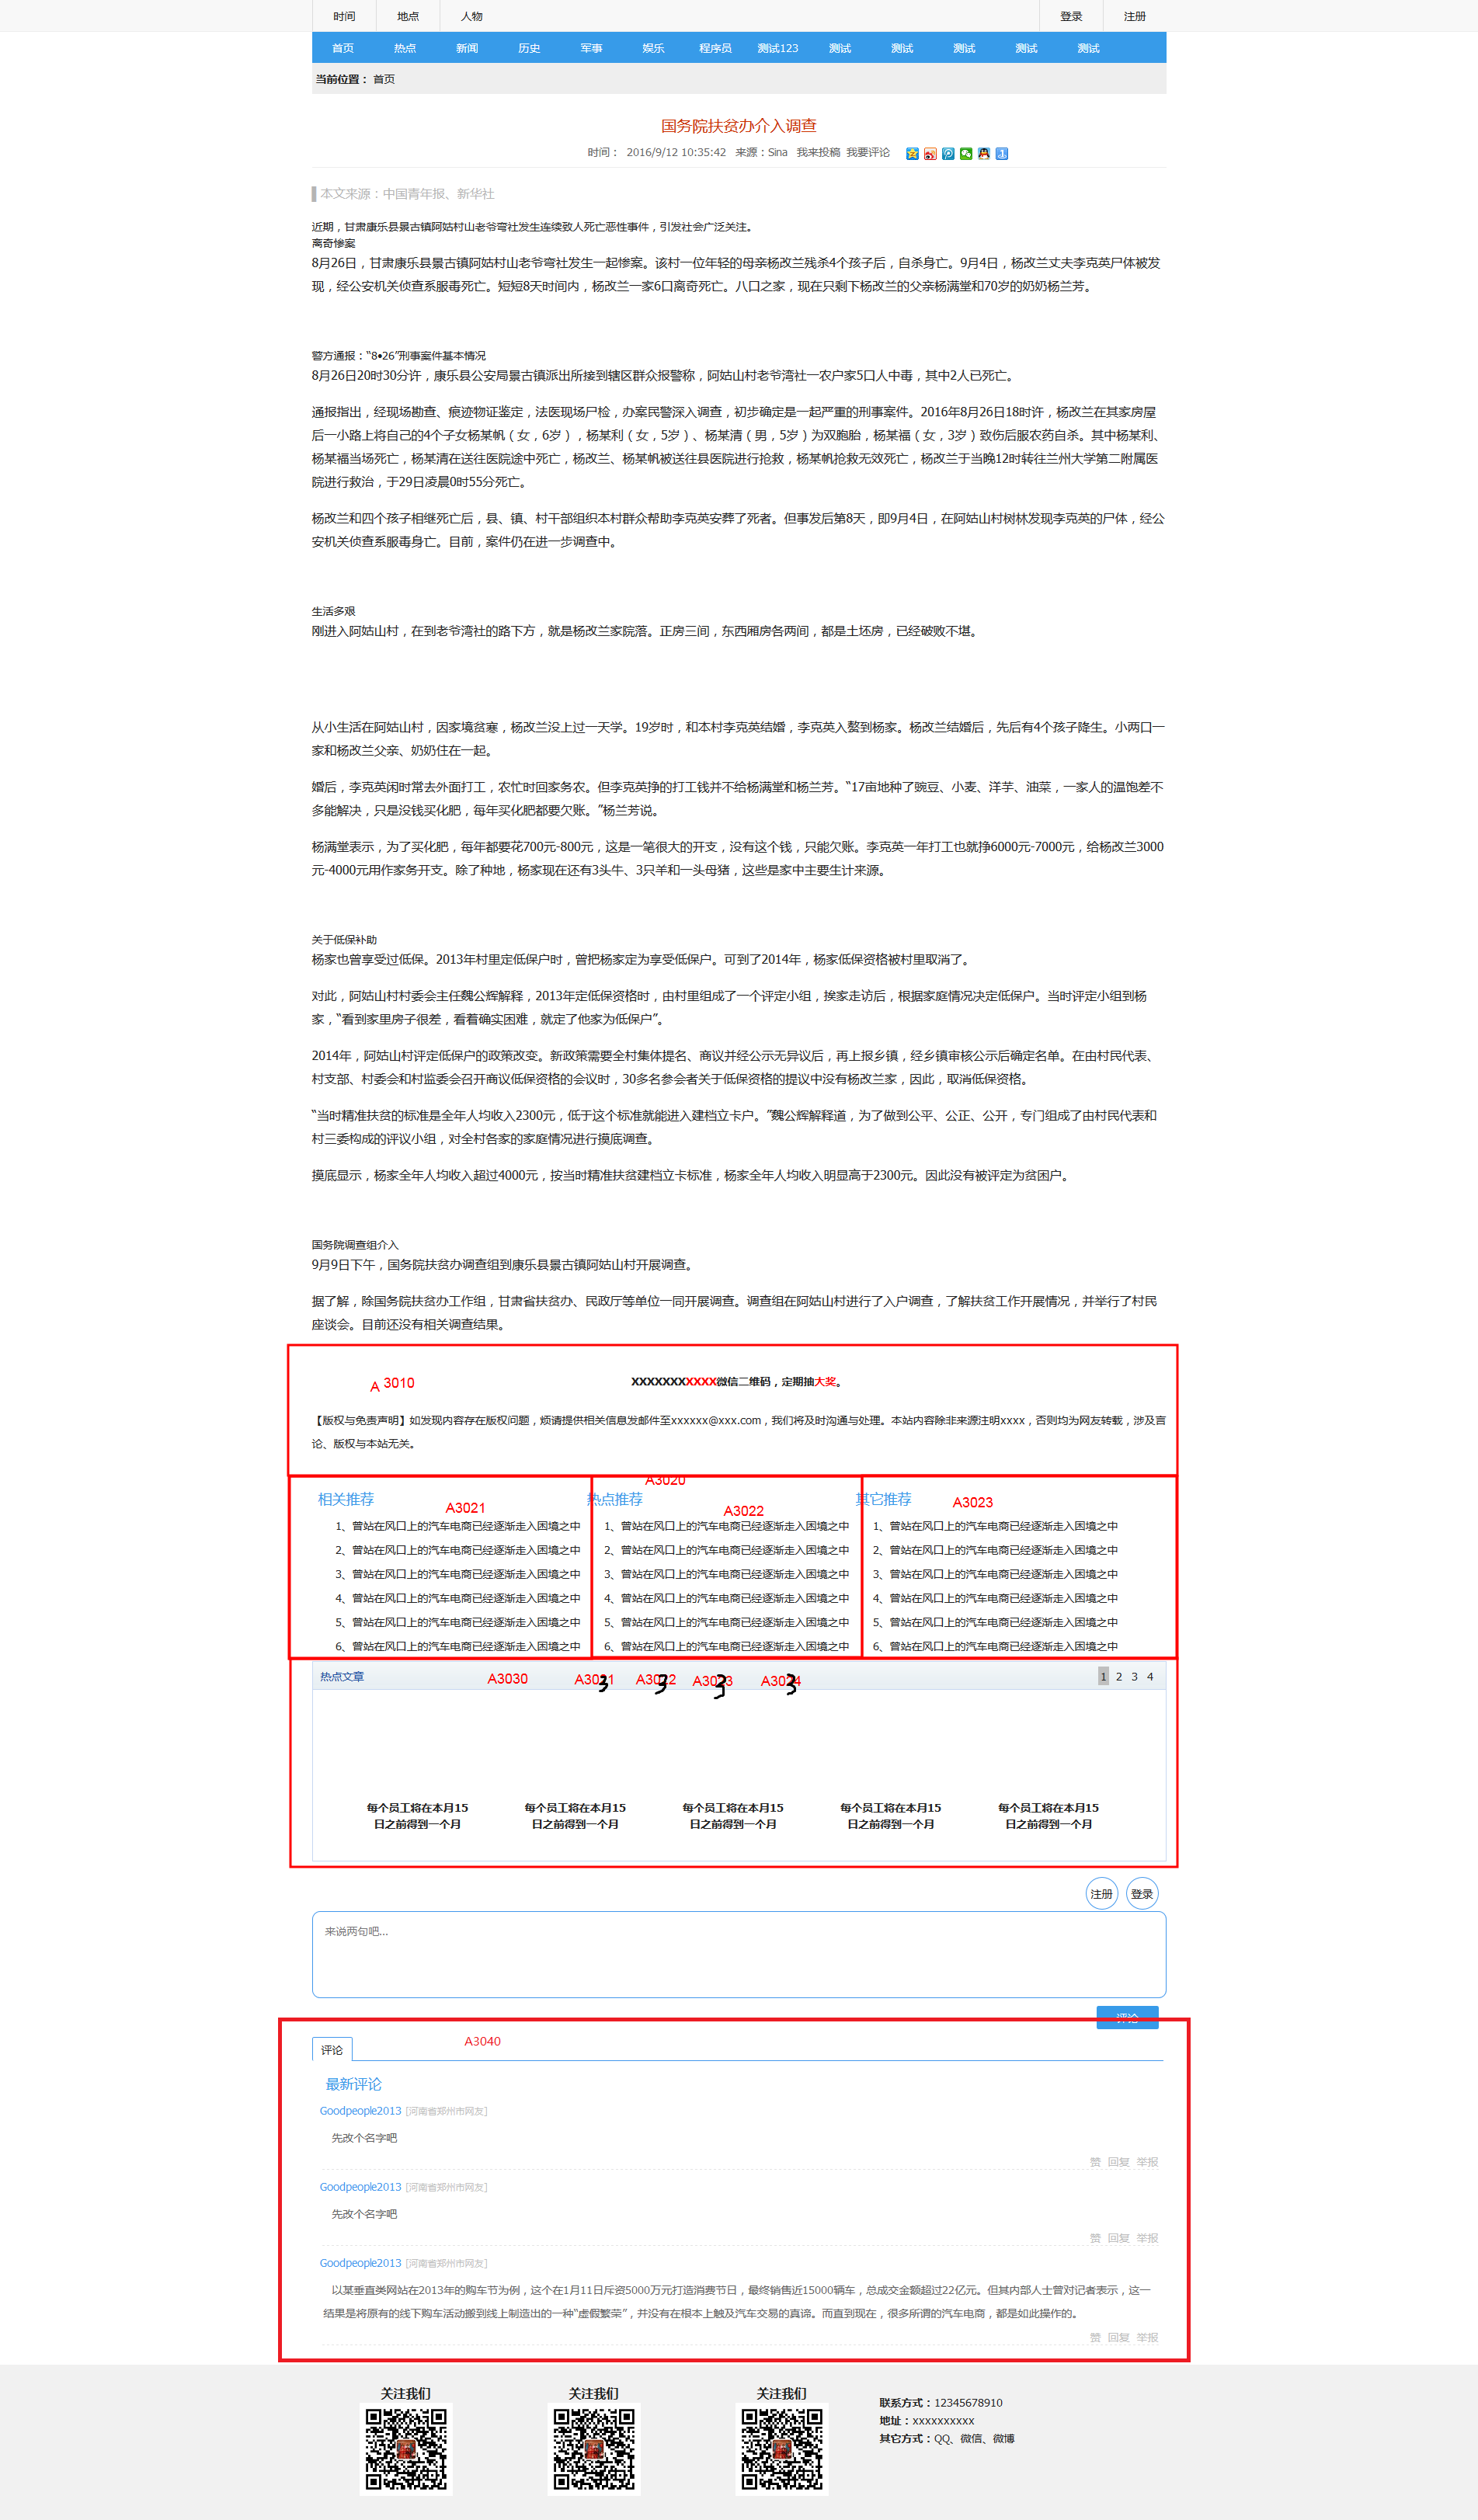 时间 地点 人物 登录 注册
首页 热点 新闻 历史 军事 娱乐 程序员 测试123 测试 测试 测试 测试 测试
当前位置： 首页
国务院扶贫办介入调查
时间： 2016/9/12 10:35:42 来源：Sina 我来投稿 我要评论
本文来源：中国青年报、新华社
近期，甘肃康乐县景古镇阿姑村山老爷弯社发生连续致人死亡恶性事件，引发社会广泛关注。
离奇惨案
8月26日，甘肃康乐县景古镇阿姑村山老爷弯社发生一起惨案。该村一位年轻的母亲杨改兰残杀4个孩子后，自杀身亡。9月4日，杨改兰丈夫李克英尸体被发
现，经公安机关侦查系服毒死亡。短短8天时间内，杨改兰一家6口离奇死亡。八口之家，现在只剩下杨改兰的父亲杨满堂和70岁的奶奶杨兰芳。
警方通报：“8•26”刑事案件基本情况
8月26日20时30分许，康乐县公安局景古镇派出所接到辖区群众报警称，阿姑山村老爷湾社一农户家5口人中毒，其中2人已死亡。
通报指出，经现场勘查、痕迹物证鉴定，法医现场尸检，办案民警深入调查，初步确定是一起严重的刑事案件。2016年8月26日18时许，杨改兰在其家房屋
后一小路上将自己的4个子女杨某帆（女，6岁），杨某利（女，5岁）、杨某清（男，5岁）为双胞胎，杨某福（女，3岁）致伤后服农药自杀。其中杨某利、
杨某福当场死亡，杨某清在送往医院途中死亡，杨改兰、杨某帆被送往县医院进行抢救，杨某帆抢救无效死亡，杨改兰于当晚12时转往兰州大学第二附属医
院进行救治，于29日凌晨0时55分死亡。
杨改兰和四个孩子相继死亡后，县、镇、村干部组织本村群众帮助李克英安葬了死者。但事发后第8天，即9月4日，在阿姑山村树林发现李克英的尸体，经公
安机关侦查系服毒身亡。目前，案件仍在进一步调查中。
生活多艰
刚进入阿姑山村，在到老爷湾社的路下方，就是杨改兰家院落。正房三间，东西厢房各两间，都是土坯房，已经破败不堪。
从小生活在阿姑山村，因家境贫寒，杨改兰没上过一天学。19岁时，和本村李克英结婚，李克英入赘到杨家。杨改兰结婚后，先后有4个孩子降生。小两口一
家和杨改兰父亲、奶奶住在一起。
婚后，李克英闲时常去外面打工，农忙时回家务农。但李克英挣的打工钱并不给杨满堂和杨兰芳。“17亩地种了豌豆、小麦、洋芋、油菜，一家人的温饱差不
多能解决，只是没钱买化肥，每年买化肥都要欠账。”杨兰芳说。
杨满堂表示，为了买化肥，每年都要花700元-800元，这是一笔很大的开支，没有这个钱，只能欠账。李克英一年打工也就挣6000元-7000元，给杨改兰3000
元-4000元用作家务开支。除了种地，杨家现在还有3头牛、3只羊和一头母猪，这些是家中主要生计来源。
关于低保补助
杨家也曾享受过低保。2013年村里定低保户时，曾把杨家定为享受低保户。可到了2014年，杨家低保资格被村里取消了。
对此，阿姑山村村委会主任魏公辉解释，2013年定低保资格时，由村里组成了一个评定小组，挨家走访后，根据家庭情况决定低保户。当时评定小组到杨
家，“看到家里房子很差，看着确实困难，就定了他家为低保户”。
2014年，阿姑山村评定低保户的政策改变。新政策需要全村集体提名、商议并经公示无异议后，再上报乡镇，经乡镇审核公示后确定名单。在由村民代表、
村支部、村委会和村监委会召开商议低保资格的会议时，30多名参会者关于低保资格的提议中没有杨改兰家，因此，取消低保资格。
“当时精准扶贫的标准是全年人均收入2300元，低于这个标准就能进入建档立卡户。”魏公辉解释道，为了做到公平、公正、公开，专门组成了由村民代表和
村三委构成的评议小组，对全村各家的家庭情况进行摸底调查。
摸底显示，杨家全年人均收入超过4000元，按当时精准扶贫建档立卡标准，杨家全年人均收入明显高于2300元。因此没有被评定为贫困户。
国务院调查组介入
9月9日下午，国务院扶贫办调查组到康乐县景古镇阿姑山村开展调查。
据了解，除国务院扶贫办工作组，甘肃省扶贫办、民政厅等单位一同开展调查。调查组在阿姑山村进行了入户调查，了解扶贫工作开展情况，并举行了村民
座谈会。目前还没有相关调查结果。
A 3010 XXXXXXXXXXX微信二维码，定期抽大奖。
【版权与免责声明】如发现内容存在版权问题，烦请提供相关信息发邮件至xxxxxx@xxx.com，我们将及时沟通与处理。本站内容除非来源注明xxxx，否则均为网友转载，涉及言
论、版权与本站无关。
A3020
相关推荐 A3021 热点推荐 A3022 其它推荐 A3023
1、曾站在风口上的汽车电商已经逐渐走入困境之中 1、曾站在风口上的汽车电商已经逐渐走入困境之中 1、曾站在风口上的汽车电商已经逐渐走入困境之中
2、曾站在风口上的汽车电商已经逐渐走入困境之中 2、曾站在风口上的汽车电商已经逐渐走入困境之中 2、曾站在风口上的汽车电商已经逐渐走入困境之中
3、曾站在风口上的汽车电商已经逐渐走入困境之中 3、曾站在风口上的汽车电商已经逐渐走入困境之中 3、曾站在风口上的汽车电商已经逐渐走入困境之中
4、曾站在风口上的汽车电商已经逐渐走入困境之中 4、曾站在风口上的汽车电商已经逐渐走入困境之中 4、曾站在风口上的汽车电商已经逐渐走入困境之中
5、曾站在风口上的汽车电商已经逐渐走入困境之中 5、曾站在风口上的汽车电商已经逐渐走入困境之中 5、曾站在风口上的汽车电商已经逐渐走入困境之中
6、曾站在风口上的汽车电商已经逐渐走入困境之中 6、曾站在风口上的汽车电商已经逐渐走入困境之中 6、曾站在风口上的汽车电商已经逐渐走入困境之中
热点文章 A3030 A3031 A3032 A3033 A3034 1 2 3 4
每个员工将在本月15 每个员工将在本月15 每个员工将在本月15 每个员工将在本月15 每个员工将在本月15
日之前得到一个月 日之前得到一个月 日之前得到一个月 日之前得到一个月 日之前得到一个月
注册 登录
来说两句吧...
评论
A3040
评论
最新评论
Goodpeople2013 [河南省郑州市网友]
先改个名字吧
赞 回复 举报
Goodpeople2013 [河南省郑州市网友]
先改个名字吧
赞 回复 举报
Goodpeople2013 [河南省郑州市网友]
以某垂直类网站在2013年的购车节为例，这个在1月11日斥资5000万元打造消费节日，最终销售近15000辆车，总成交金额超过22亿元。但其内部人士曾对记者表示，这一
结果是将原有的线下购车活动搬到线上制造出的一种“虚假繁荣”，并没有在根本上触及汽车交易的真谛。而直到现在，很多所谓的汽车电商，都是如此操作的。
赞 回复 举报
关注我们 关注我们 关注我们
联系方式：12345678910
地址：xxxxxxxxxx
其它方式：QQ、微信、微博